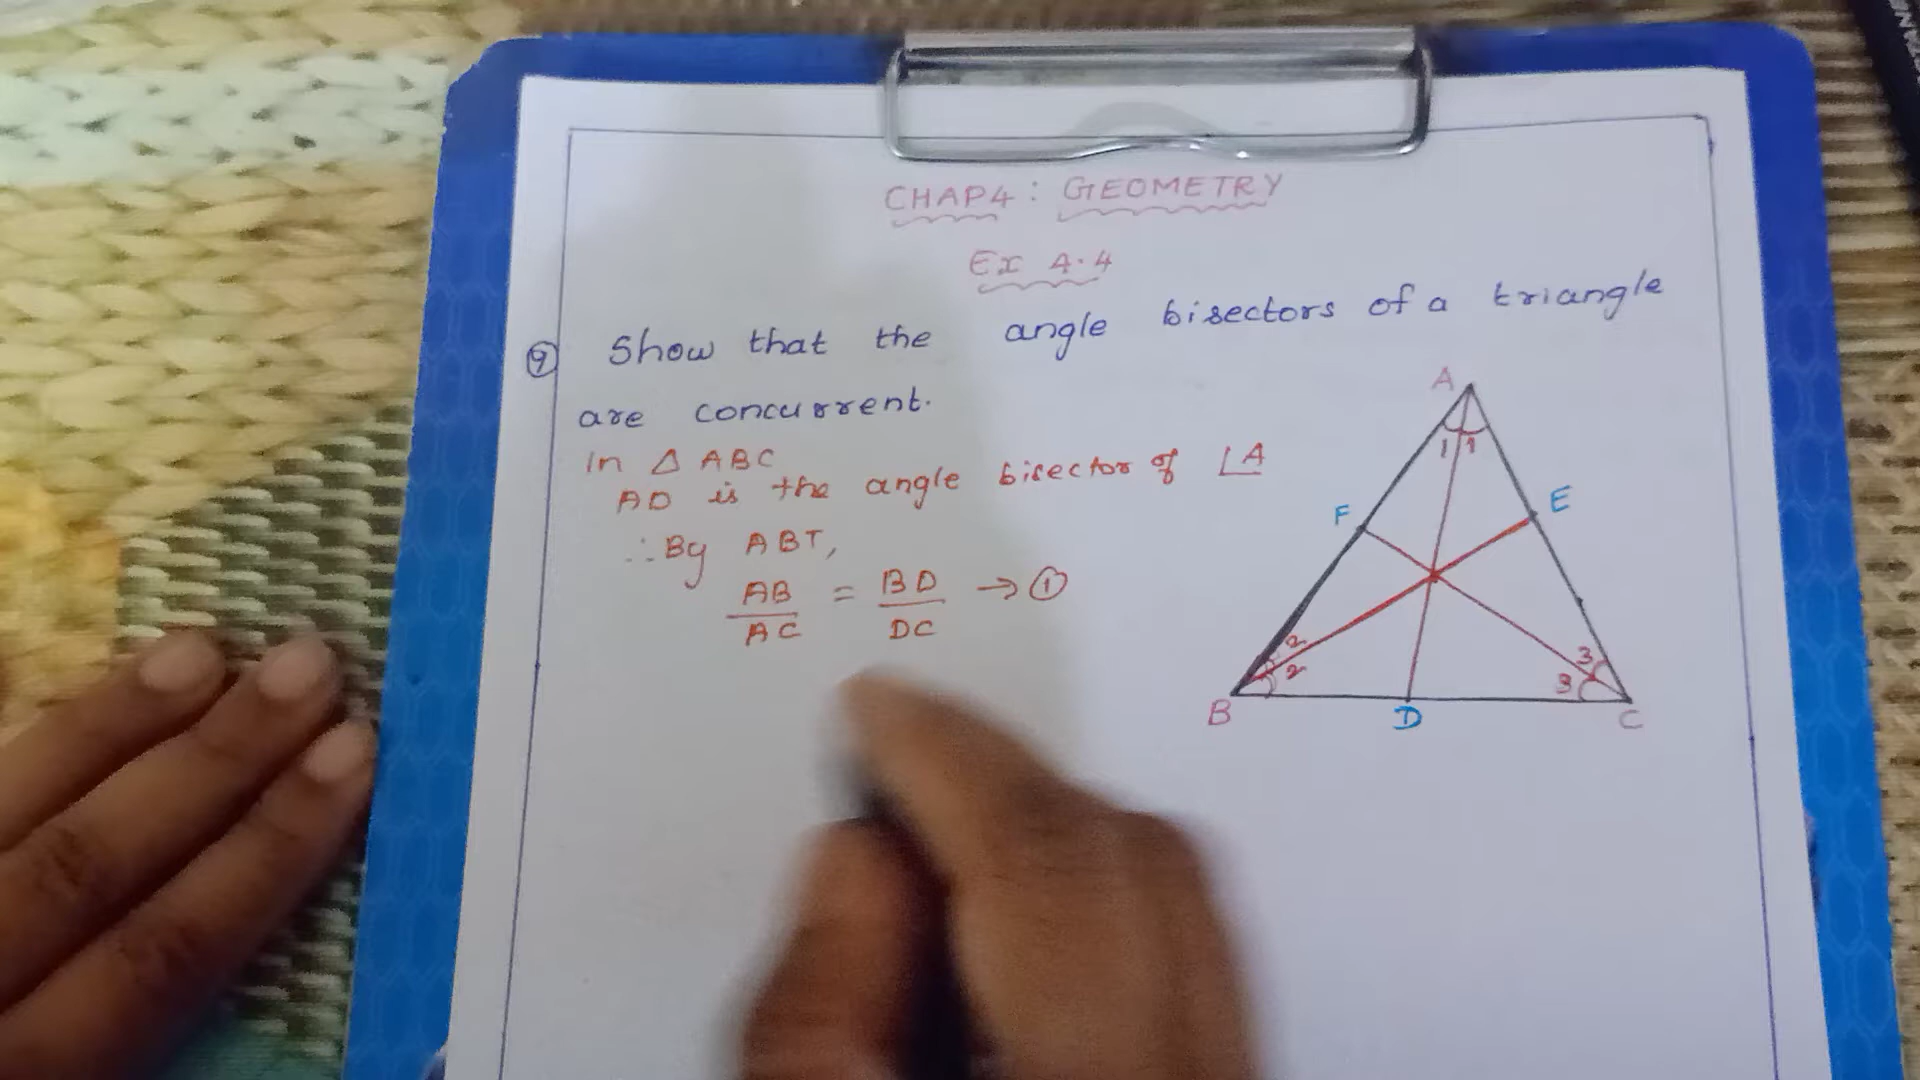 CHAP4: GEOMETRY
Ex 4.4
9 Show that the angle bisectors of a triangle
are concurrent.
In △ ABC
AD is the angle bisector of ∠A
∴ By ABT,
AB/AC = BD/DC → ①
A
1 1
F
E
2
2
3
3
B
D
C